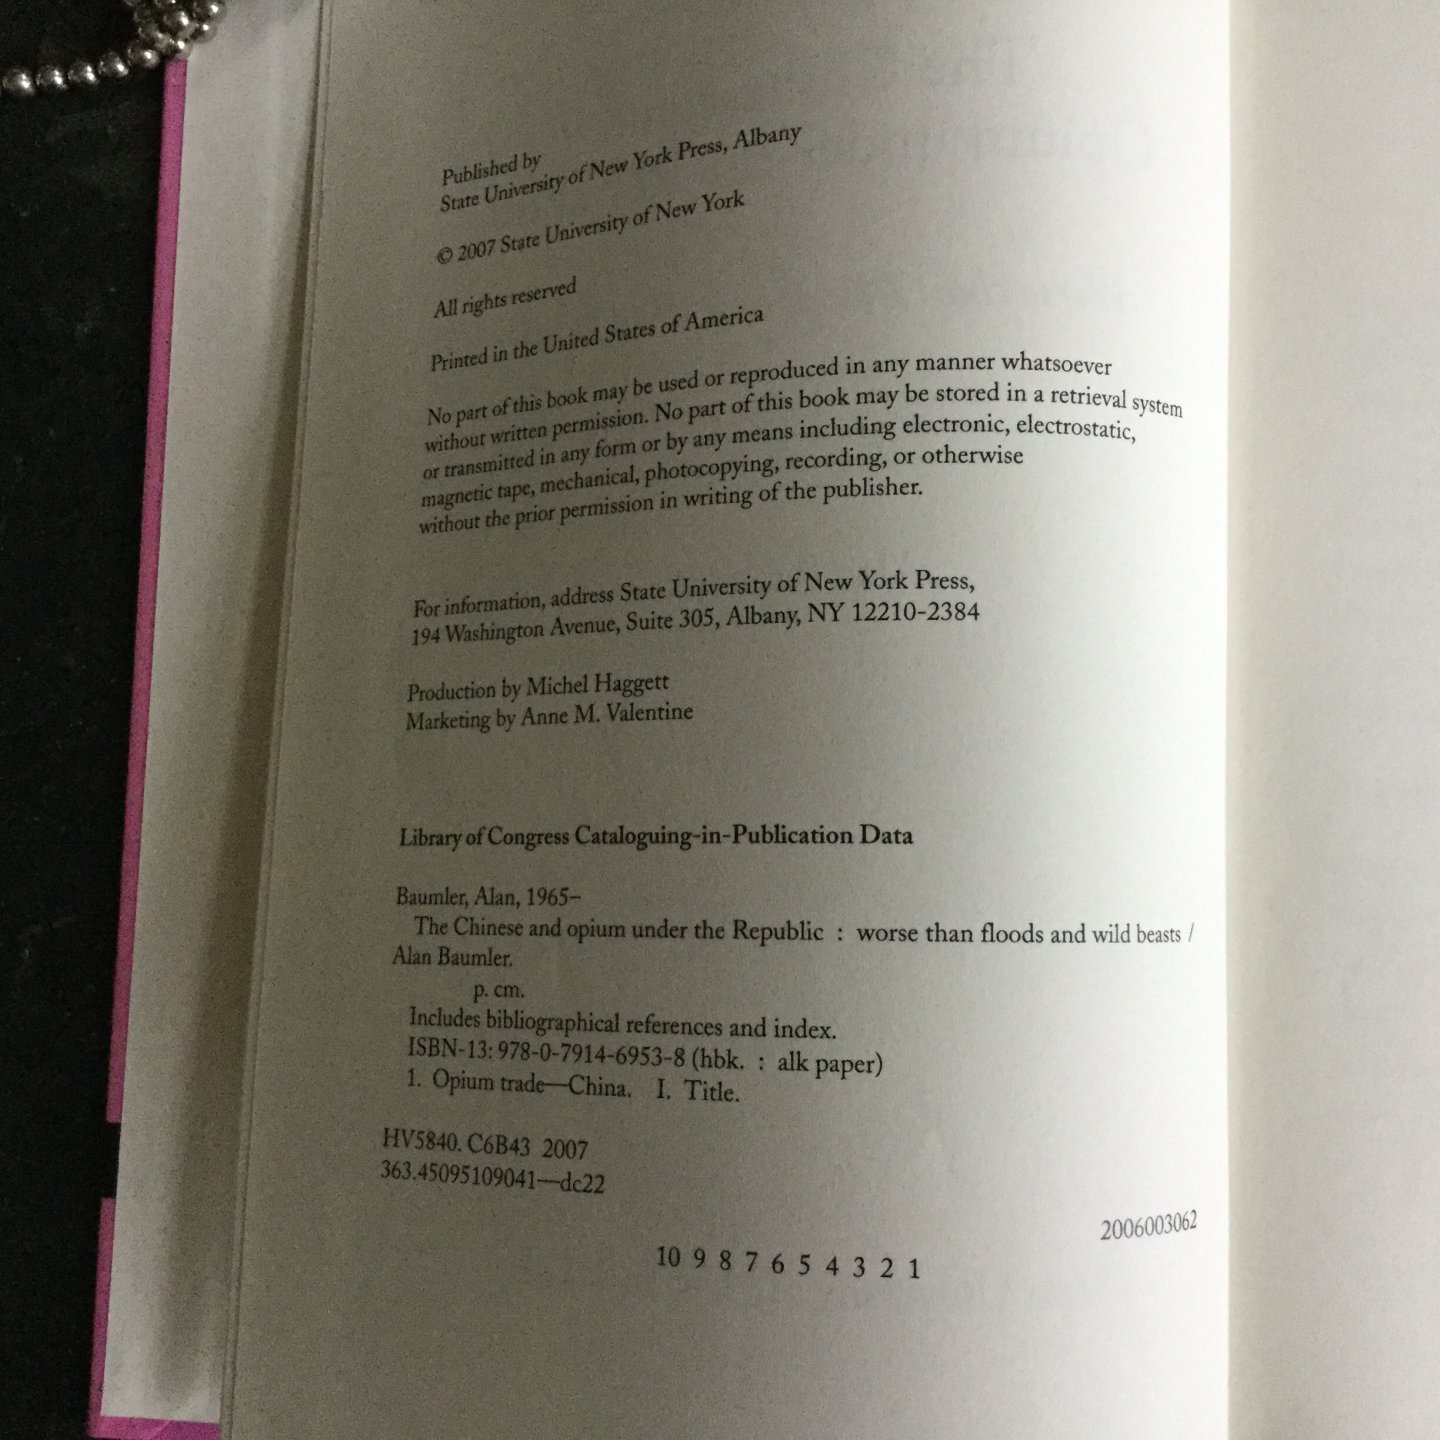 Published by
State University of New York Press, Albany
© 2007 State University of New York
All rights reserved
Printed in the United States of America
No part of this book may be used or reproduced in any manner whatsoever
without written permission. No part of this book may be stored in a retrieval system
or transmitted in any form or by any means including electronic, electrostatic,
magnetic tape, mechanical, photocopying, recording, or otherwise
without the prior permission in writing of the publisher.
For information, address State University of New York Press,
194 Washington Avenue, Suite 305, Albany, NY 12210-2384
Production by Michel Haggett
Marketing by Anne M. Valentine
Library of Congress Cataloguing-in-Publication Data
Baumler, Alan, 1965–
The Chinese and opium under the Republic : worse than floods and wild beasts /
Alan Baumler.
p. cm.
Includes bibliographical references and index.
ISBN-13: 978-0-7914-6953-8 (hbk. : alk paper)
1. Opium trade—China. I. Title.
HV5840. C6B43 2007
363.45095109041—dc22
2006003062
10 9 8 7 6 5 4 3 2 1